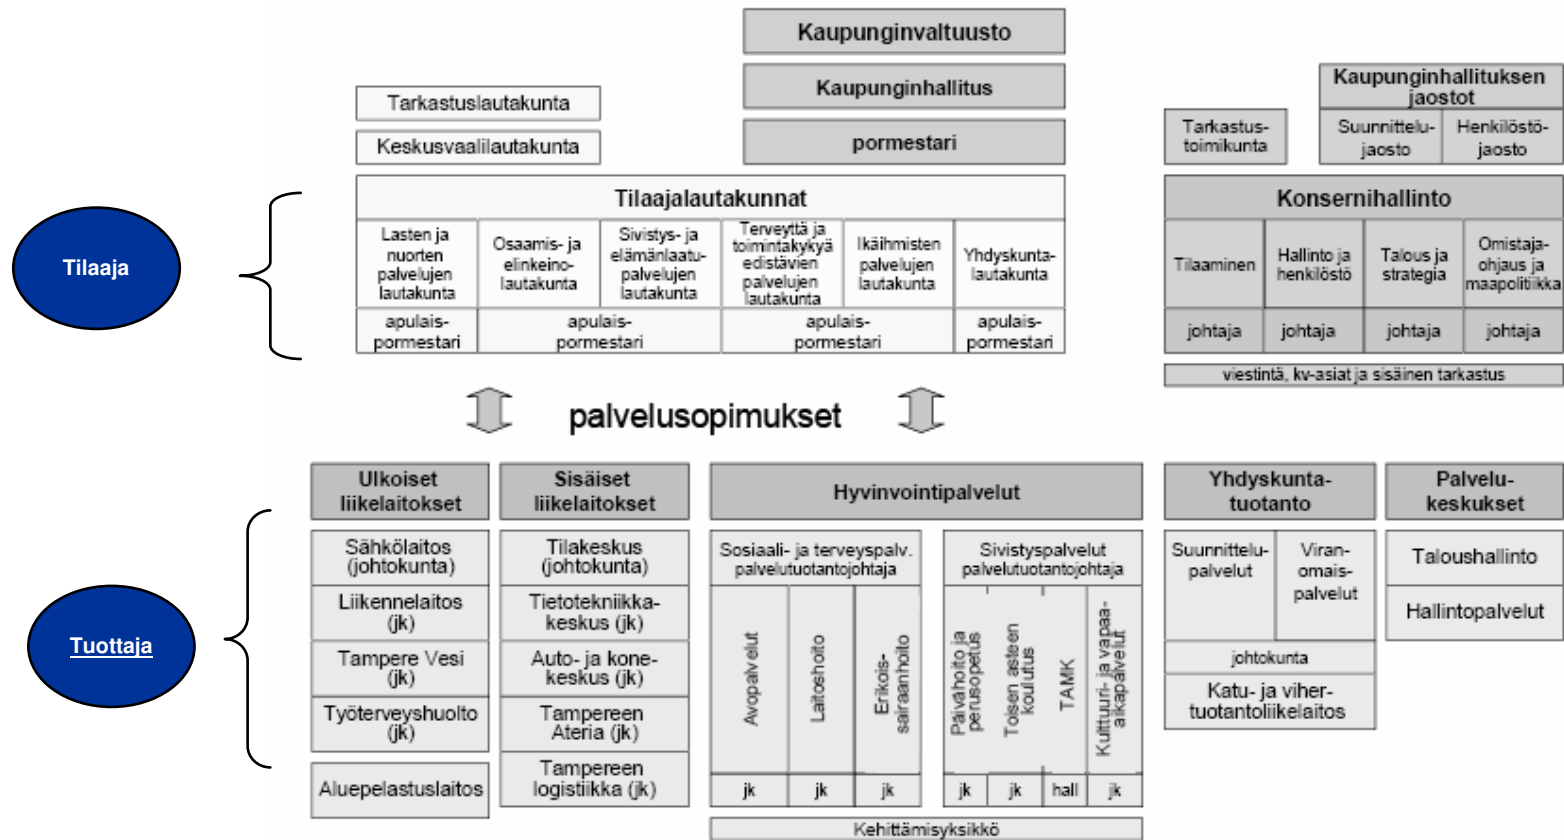 Kaupunginvaltuusto
Kaupunginhallitus
pormestari
Tarkastuslautakunta
Keskusvaalilautakunta
Tarkastus-
toimikunta
Kaupunginhallituksen
jaostot
Suunnittelu-
jaosto
Henkilöstö-
jaosto
Tilaaja
Tilaajalautakunnat
Lasten ja
nuorten
palvelujen
lautakunta
Osaamis- ja
elinkeino-
lautakunta
Sivistys- ja
elämänlaatu-
palvelujen
lautakunta
Terveyttä ja
toimintakykyä
edistävien
palvelujen
lautakunta
Ikäihmisten
palvelujen
lautakunta
Yhdyskunta-
lautakunta
apulais-
pormestari
apulais-
pormestari
apulais-
pormestari
apulais-
pormestari
Konsernihallinto
Tilaaminen
Hallinto ja
henkilöstö
Talous ja
strategia
Omistaja-
ohjaus ja
maapolitiikka
johtaja
johtaja
johtaja
johtaja
viestintä, kv-asiat ja sisäinen tarkastus
palvelusopimukset
Tuottaja
Ulkoiset
liikelaitokset
Sähkölaitos
(johtokunta)
Liikennelaitos
(jk)
Tampere Vesi
(jk)
Työterveyshuolto
(jk)
Aluepelastuslaitos
Sisäiset
liikelaitokset
Tilakeskus
(johtokunta)
Tietotekniikka-
keskus (jk)
Auto- ja kone-
keskus (jk)
Tampereen
Ateria (jk)
Tampereen
logistiikka (jk)
Hyvinvointipalvelut
Sosiaali- ja terveyspalv.
palvelutuotantojohtaja
Avopalvelut
Laitoshoito
Erikois-
sairaanhoito
jk
jk
jk
Sivistyspalvelut
palvelutuotantojohtaja
Päivähoito ja
perusopetus
Toisen asteen
koulutus
TAMK
Kulttuuri- ja vapaa-
aikapalvelut
jk
jk
hall
jk
Kehittämisyksikkö
Yhdyskunta-
tuotanto
Suunnittelu-
palvelut
Viran-
omais-
palvelut
johtokunta
Katu- ja viher-
tuotantoliikelaitos
Palvelu-
keskukset
Taloushallinto
Hallintopalvelut